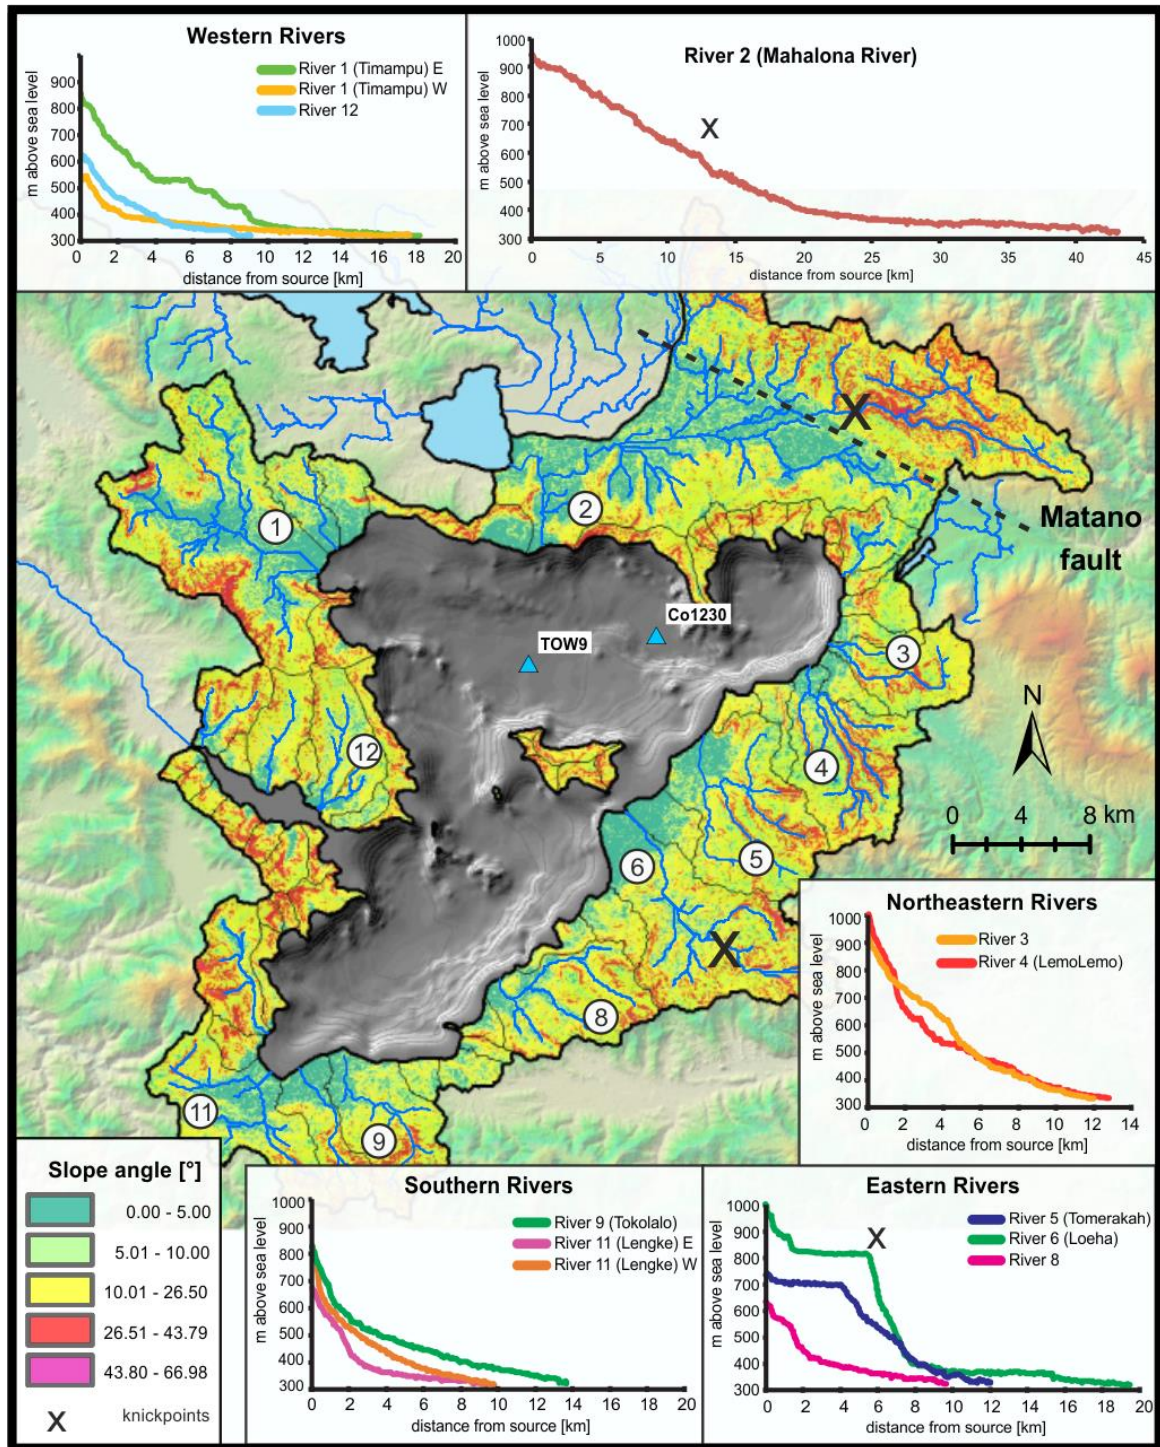 Western Rivers
River 1 (Timampu) E
River 1 (Timampu) W
River 12
m above sea level
900
800
700
600
500
400
300
0 2 4 6 8 10 12 14 16 18 20
distance from source [km]
River 2 (Mahalona River)
X
m above sea level
1000
900
800
700
600
500
400
300
0 5 10 15 20 25 30 35 40 45
distance from source [km]
X
1
2
Matano
fault
Co1230
TOW9
3
N
12
4
0 4 8 km
5
6
X
8
11
9
Northeastern Rivers
River 3
River 4 (LemoLemo)
m above sea level
1000
900
800
700
600
500
400
300
0 2 4 6 8 10 12 14
distance from source [km]
Slope angle [°]
0.00 - 5.00
5.01 - 10.00
10.01 - 26.50
26.51 - 43.79
43.80 - 66.98
X knickpoints
Southern Rivers
River 9 (Tokolalo)
River 11 (Lengke) E
River 11 (Lengke) W
m above sea level
1000
900
800
700
600
500
400
300
0 2 4 6 8 10 12 14 16 18 20
distance from source [km]
Eastern Rivers
River 5 (Tomerakah)
River 6 (Loeha)
River 8
X
m above sea level
1000
900
800
700
600
500
400
300
0 2 4 6 8 10 12 14 16 18 20
distance from source [km]